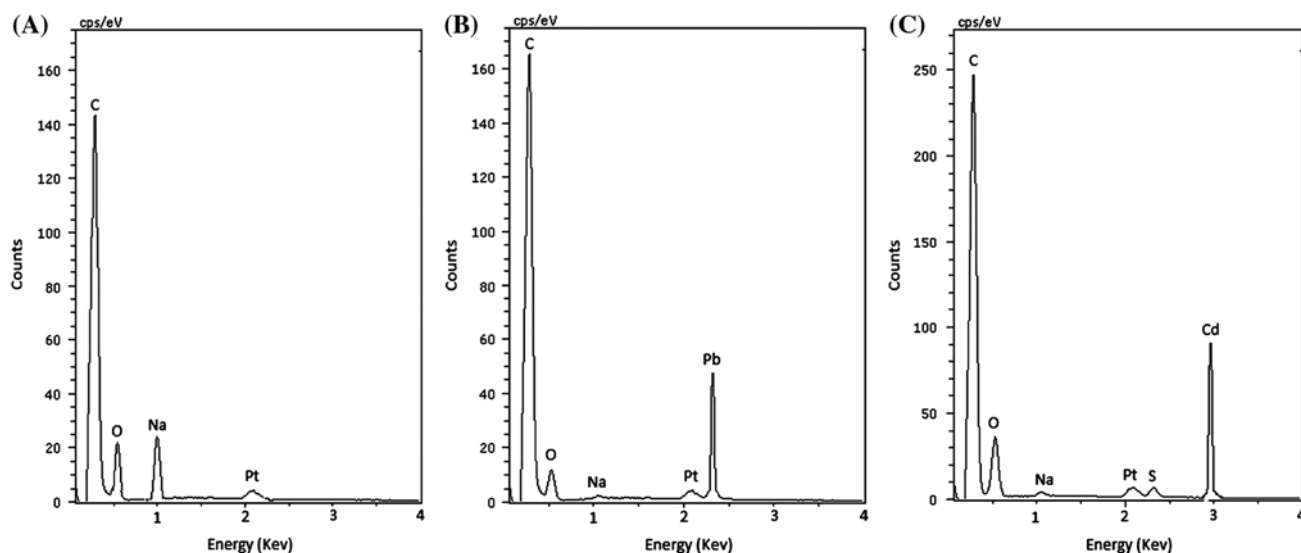 (A)
cps/eV
160
140
120
100
80
60
40
20
0
Counts
C
O
Na
Pt
1
2
3
4
Energy (Kev)
(B)
cps/eV
160
140
120
100
80
60
40
20
0
Counts
C
O
Na
Pt
Pb
1
2
3
4
Energy (Kev)
(C)
cps/eV
250
200
150
100
50
0
Counts
C
O
Na
Pt
S
Cd
1
2
3
4
Energy (Kev)